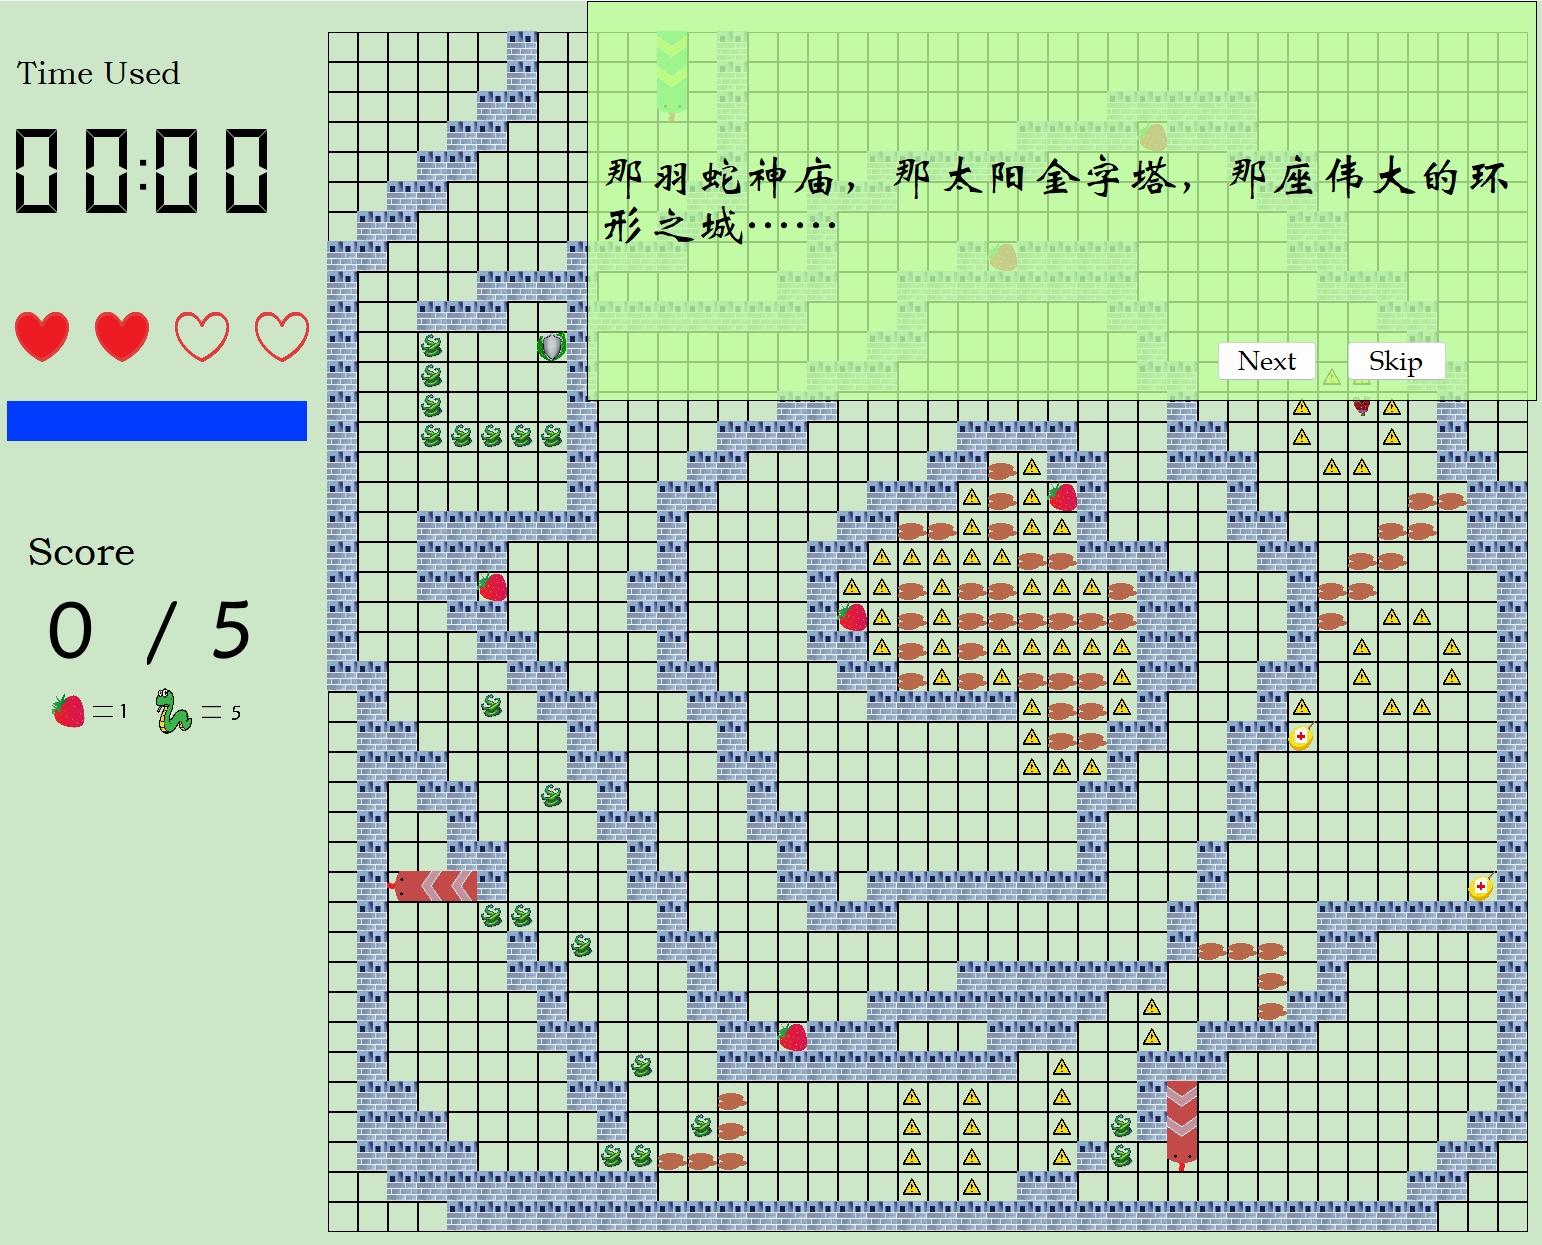 Time Used
00:00
Score
0 / 5
=1 =5
那羽蛇神庙，那太阳金字塔，那座伟大的环
形之城……
Next Skip